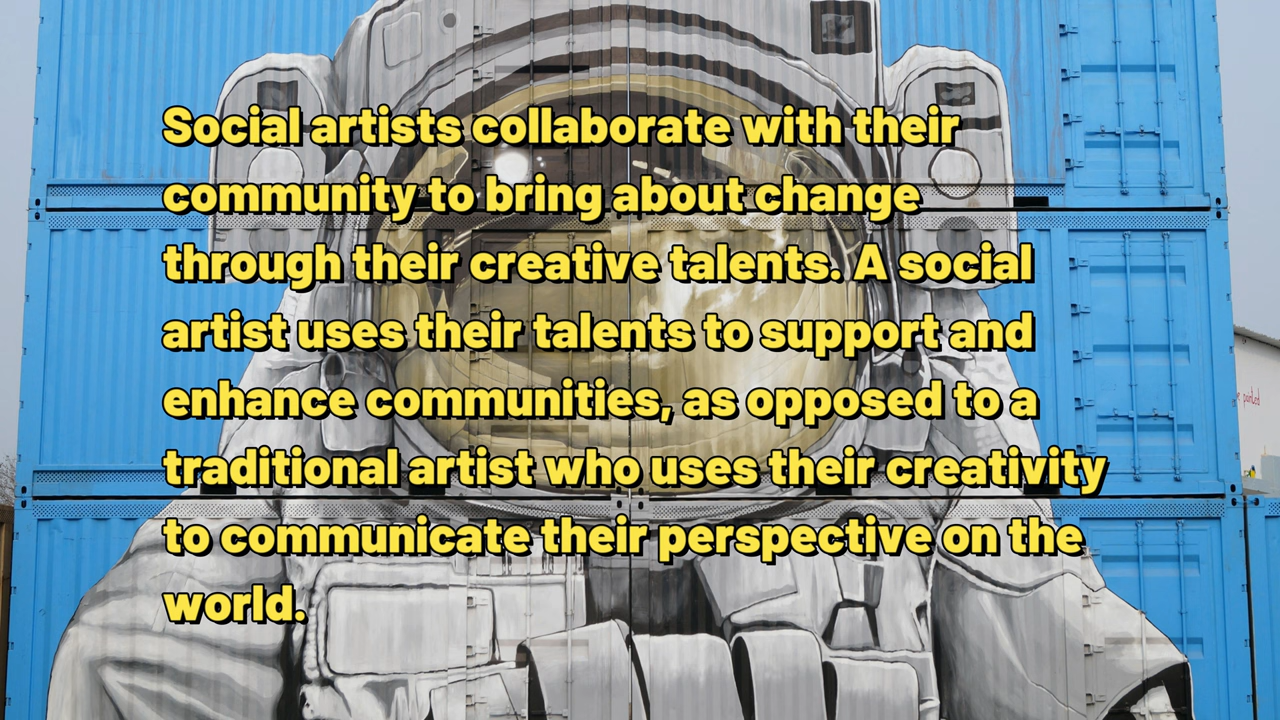 Social artists collaborate with their
community to bring about change
through their creative talents. A social
artist uses their talents to support and
enhance communities, as opposed to a
traditional artist who uses their creativity
to communicate their perspective on the
world.
painted